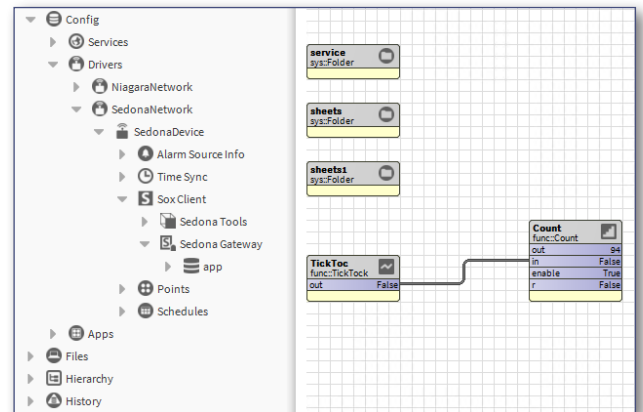 Config
Services
Drivers
NiagaraNetwork
SedonaNetwork
SedonaDevice
Alarm Source Info
Time Sync
Sox Client
Sedona Tools
Sedona Gateway
app
Points
Schedules
Apps
Files
Hierarchy
History
service
sys::Folder
sheets
sys::Folder
sheets1
sys::Folder
TickToc
func::TickTock
out False
Count
func::Count
out 94
in False
enable True
r False